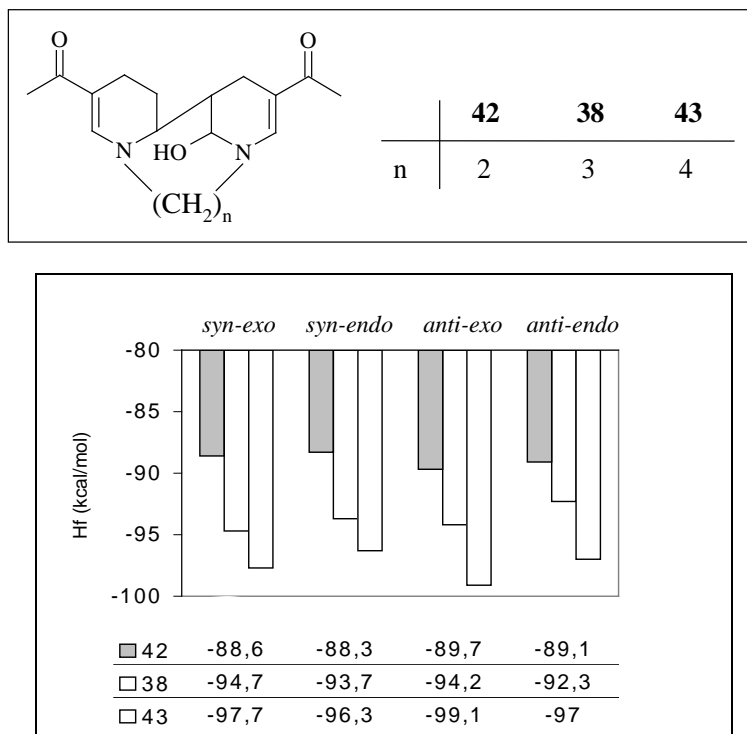 O O
42 38 43
N HO N
n 2 3 4
(CH2)n
syn-exo syn-endo anti-exo anti-endo
-80
-85
-90
-95
-100
Hf (kcal/mol)
42 -88,6 -88,3 -89,7 -89,1
38 -94,7 -93,7 -94,2 -92,3
43 -97,7 -96,3 -99,1 -97